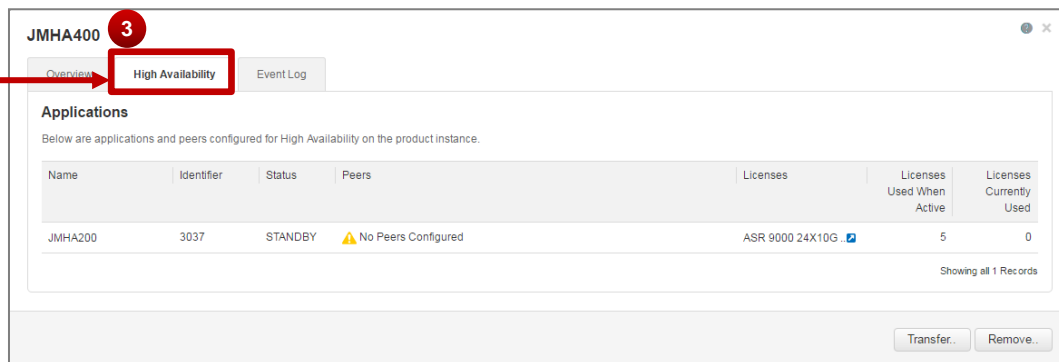 JMHA400
3
Overview
High Availability
Event Log
Applications
Below are applications and peers configured for High Availability on the product instance.
Name Identifier Status Peers Licenses Licenses Used When Active Licenses Currently Used
JMHA200 3037 STANDBY No Peers Configured ASR 9000 24X10G .. 5 0
Showing all 1 Records
Transfer.. Remove..